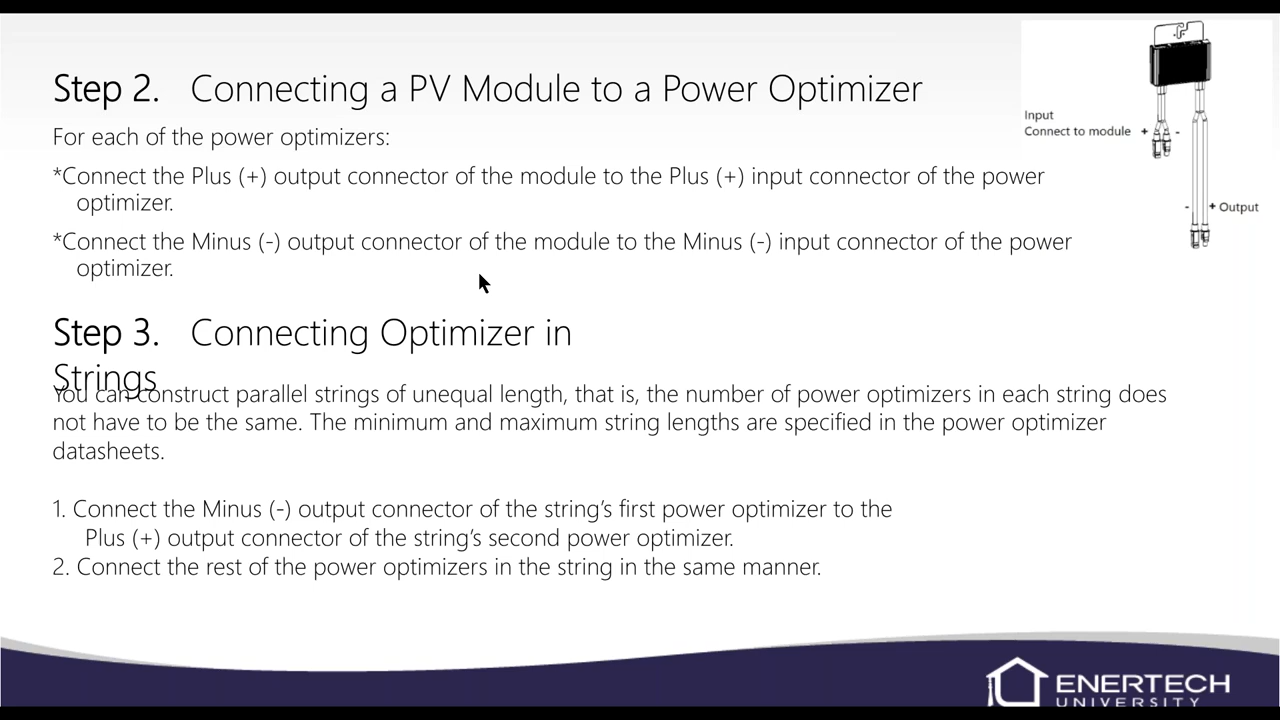 Step 2. Connecting a PV Module to a Power Optimizer
For each of the power optimizers:
*Connect the Plus (+) output connector of the module to the Plus (+) input connector of the power
optimizer.
*Connect the Minus (-) output connector of the module to the Minus (-) input connector of the power
optimizer.
Input
Connect to module + -
- + Output
Step 3. Connecting Optimizer in
Strings
You can construct parallel strings of unequal length, that is, the number of power optimizers in each string does
not have to be the same. The minimum and maximum string lengths are specified in the power optimizer
datasheets.
1. Connect the Minus (-) output connector of the string's first power optimizer to the
Plus (+) output connector of the string's second power optimizer.
2. Connect the rest of the power optimizers in the string in the same manner.
ENERTECH
UNIVERSITY